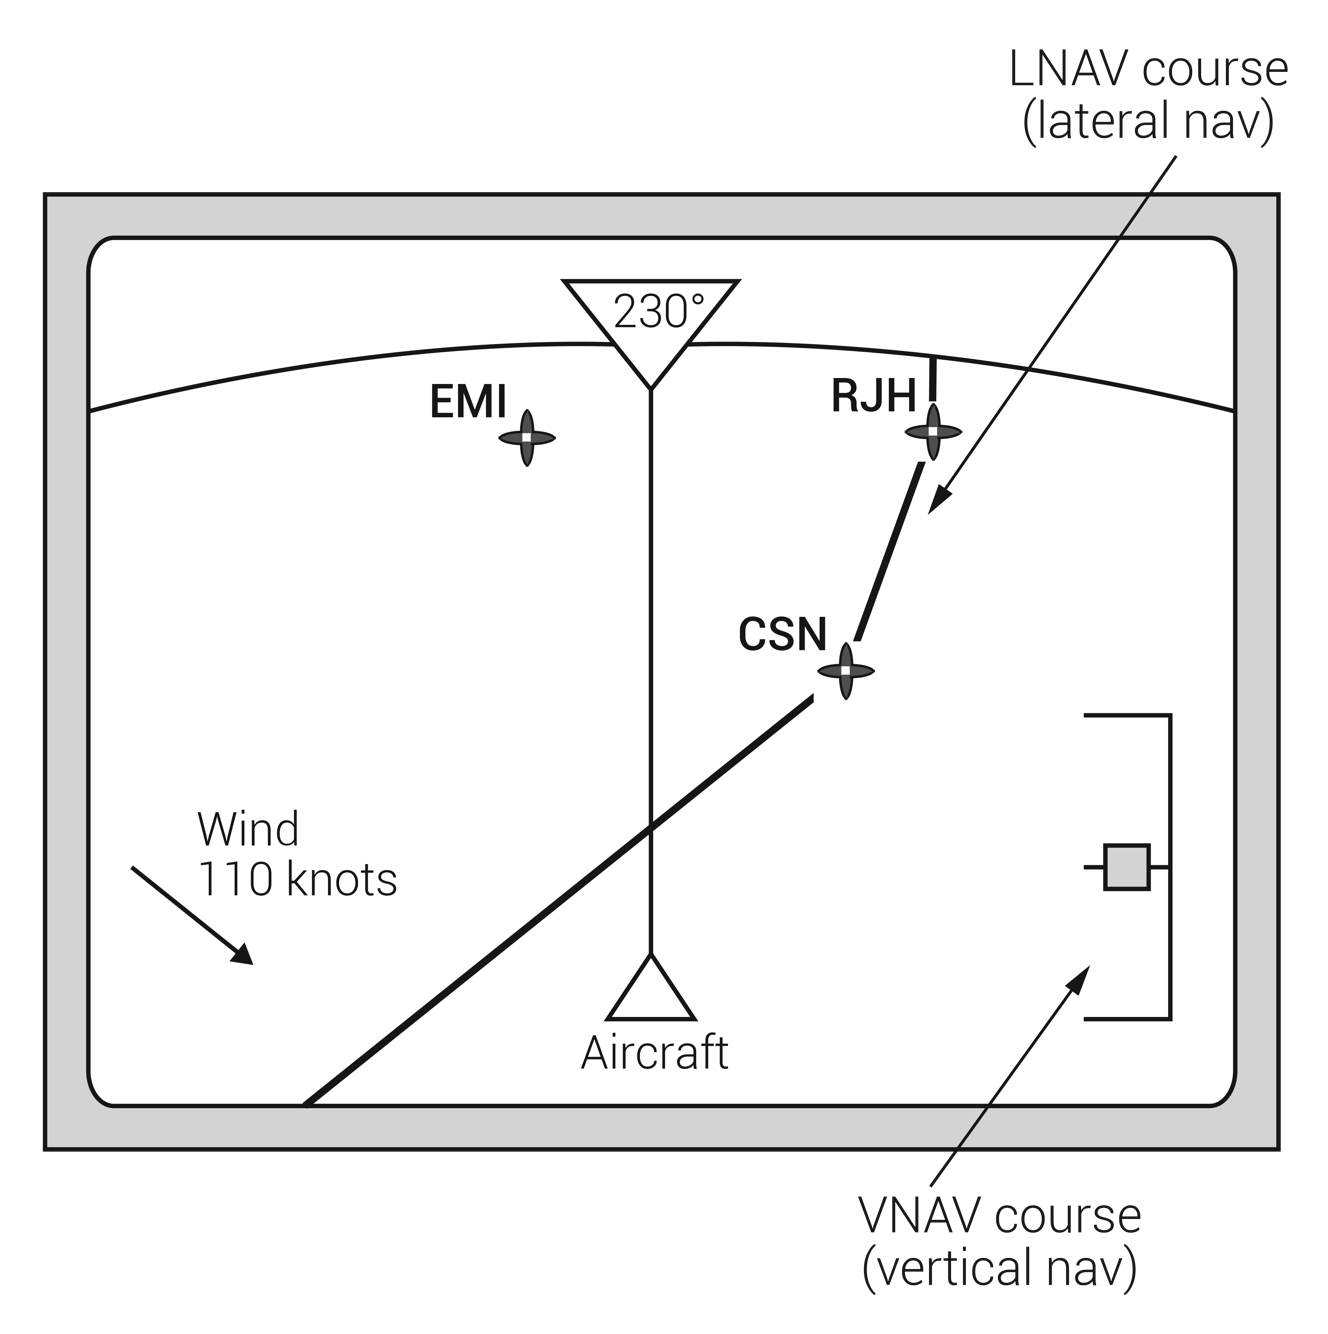 LNAV course
(lateral nav)
230°
EMI
RJH
CSN
Wind
110 knots
Aircraft
VNAV course
(vertical nav)